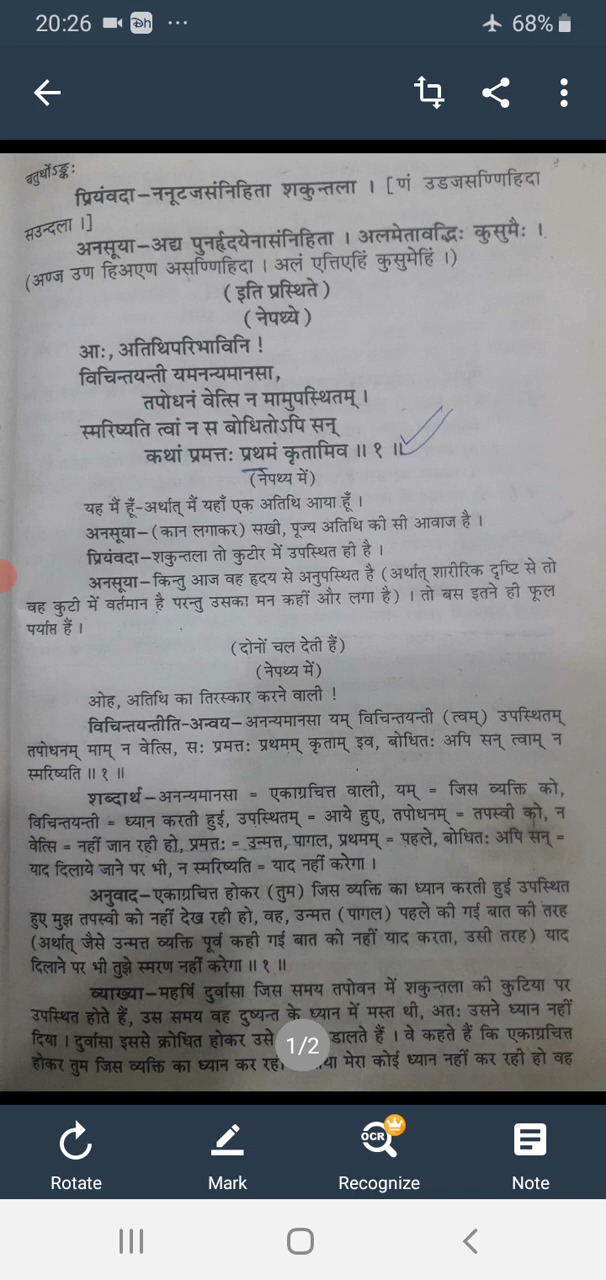 20:26
68%
चतुर्थोऽङ्कः
प्रियंवदा–ननूटजसंनिहिता शकुन्तला । [णं उडजसण्णिहिदा
सउन्दला ।]
अनसूया–अद्य पुनर्हृदयेनासंनिहिता । अलमेतावद्भिः कुसुमैः ।
(अण्ज उण हिअएण असण्णिहिदा । अलं एत्तिएहिं कुसुमेहिं ।)
(इति प्रस्थिते)
(नेपथ्ये)
आः, अतिथिपरिभाविनि !
विचिन्तयन्ती यमनन्यमानसा,
तपोधनं वेत्सि न मामुपस्थितम् ।
स्मरिष्यति त्वां न स बोधितोऽपि सन्
कथां प्रमत्तः प्रथमं कृतामिव ॥ १ ॥
(नेपथ्य में)
यह मैं हूँ-अर्थात् मैं यहाँ एक अतिथि आया हूँ ।
अनसूया–(कान लगाकर) सखी, पूज्य अतिथि की सी आवाज है ।
प्रियंवदा–शकुन्तला तो कुटीर में उपस्थित ही है ।
अनसूया–किन्तु आज वह हृदय से अनुपस्थित है (अर्थात् शारीरिक दृष्टि से तो
वह कुटी में वर्तमान है परन्तु उसका मन कहीं और लगा है) । तो बस इतने ही फूल
पर्याप्त हैं ।
(दोनों चल देती हैं)
(नेपथ्य में)
ओह, अतिथि का तिरस्कार करने वाली !
विचिन्तयन्तीति-अन्वय–अनन्यमानसा यम् विचिन्तयन्ती (त्वम्) उपस्थितम्
तपोधनम् माम् न वेत्सि, सः प्रमत्तः प्रथमम् कृताम् इव, बोधितः अपि सन् त्वाम् न
स्मरिष्यति ॥ १ ॥
शब्दार्थ–अनन्यमानसा = एकाग्रचित्त वाली, यम् = जिस व्यक्ति को,
विचिन्तयन्ती = ध्यान करती हुई, उपस्थितम् = आये हुए, तपोधनम् = तपस्वी को, न
वेत्सि = नहीं जान रही हो, प्रमत्तः = उन्मत्त, पागल, प्रथमम् = पहले, बोधितः अपि सन् =
याद दिलाये जाने पर भी, न स्मरिष्यति = याद नहीं करेगा ।
अनुवाद–एकाग्रचित्त होकर (तुम) जिस व्यक्ति का ध्यान करती हुई उपस्थित
हुए मुझ तपस्वी को नहीं देख रही हो, वह, उन्मत्त (पागल) पहले की गई बात की तरह
(अर्थात् जैसे उन्मत्त व्यक्ति पूर्व कही गई बात को नहीं याद करता, उसी तरह) याद
दिलाने पर भी तुझे स्मरण नहीं करेगा ॥ १ ॥
व्याख्या–महर्षि दुर्वासा जिस समय तपोवन में शकुन्तला की कुटिया पर
उपस्थित होते हैं, उस समय वह दुष्यन्त के ध्यान में मस्त थी, अतः उसने ध्यान नहीं
दिया । दुर्वासा इससे क्रोधित होकर उसे डालते हैं । वे कहते हैं कि एकाग्रचित्त
1/2
होकर तुम जिस व्यक्ति का ध्यान कर मेरा कोई ध्यान नहीं कर रही हो वह
OCR
Rotate Mark Recognize Note